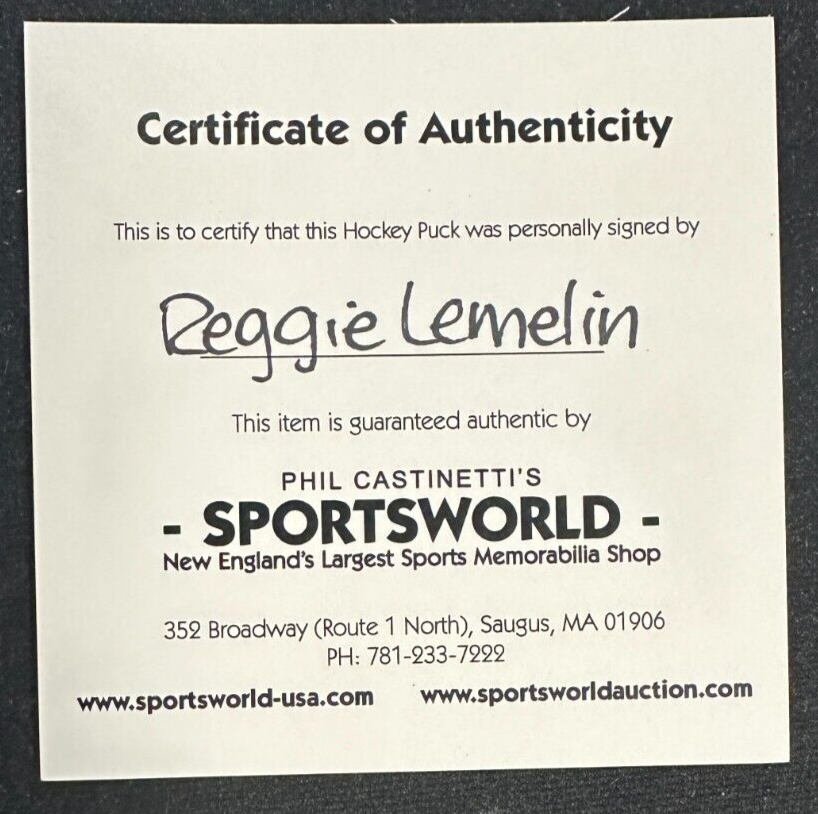 Certificate of Authenticity
This is to certify that this Hockey Puck was personally signed by
Reggie Lemelin
This item is guaranteed authentic by
PHIL CASTINETTI'S
- SPORTSWORLD -
New England's Largest Sports Memorabilia Shop
352 Broadway (Route 1 North), Saugus, MA 01906
PH: 781-233-7222
www.sportsworld-usa.com www.sportsworldauction.com